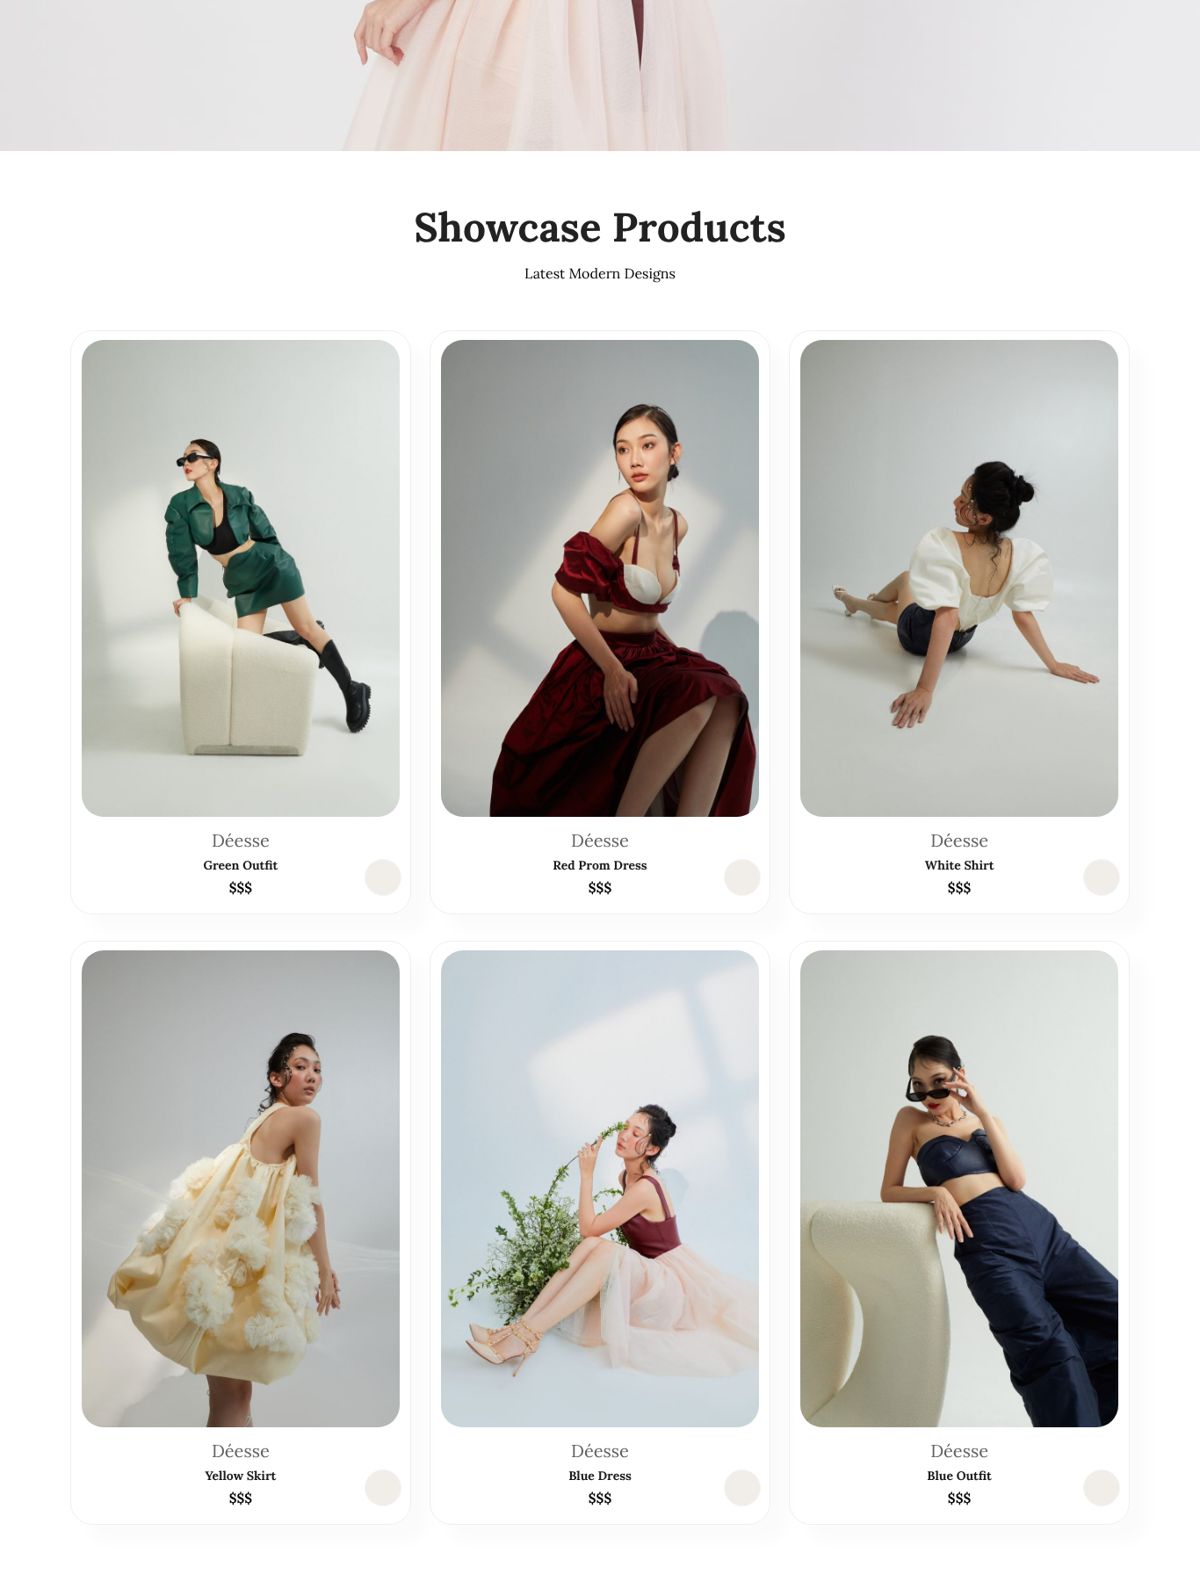 Showcase Products
Latest Modern Designs
Déesse
Green Outfit
$$$
Déesse
Red Prom Dress
$$$
Déesse
White Shirt
$$$
Déesse
Yellow Skirt
$$$
Déesse
Blue Dress
$$$
Déesse
Blue Outfit
$$$